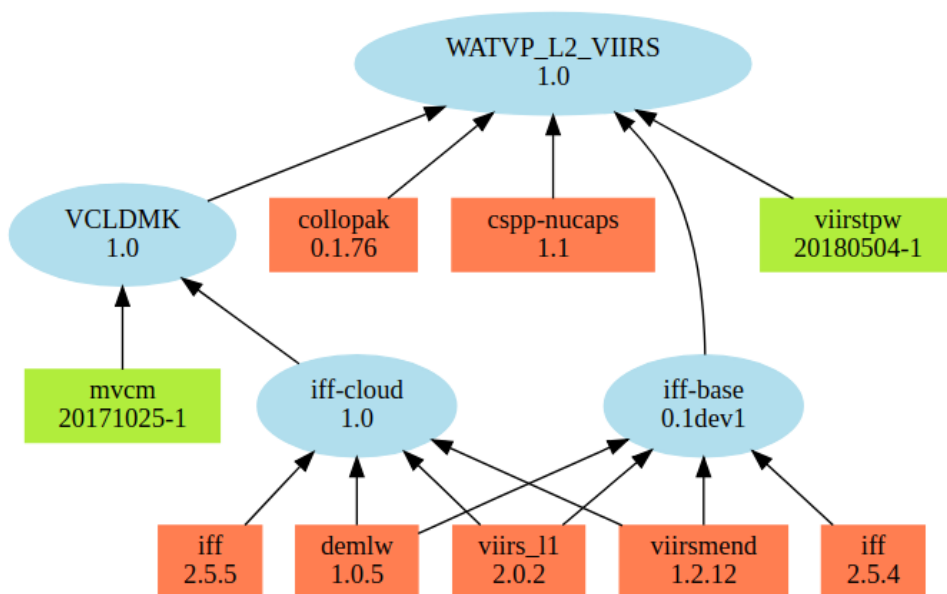 WATVP_L2_VIIRS
1.0
VCLDMK
1.0
collopak
0.1.76
cspp-nucaps
1.1
viirstpw
20180504-1
mvcm
20171025-1
iff-cloud
1.0
iff-base
0.1dev1
iff
2.5.5
demlw
1.0.5
viirs_l1
2.0.2
viirsmend
1.2.12
iff
2.5.4